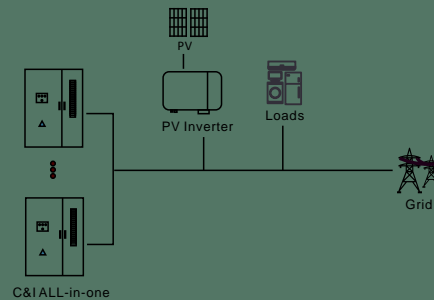 PV
PV Inverter
Loads
Grid
C&I ALL-in-one